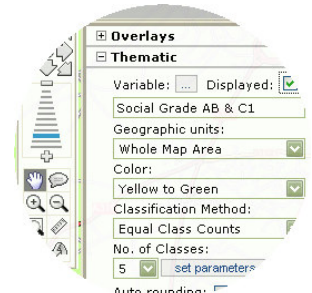 Overlays
Thematic
Variable: ... Displayed:
Social Grade AB & C1
Geographic units:
Whole Map Area
Color:
Yellow to Green
Classification Method:
Equal Class Counts
No. of Classes:
5 set parameters
Auto rounding: